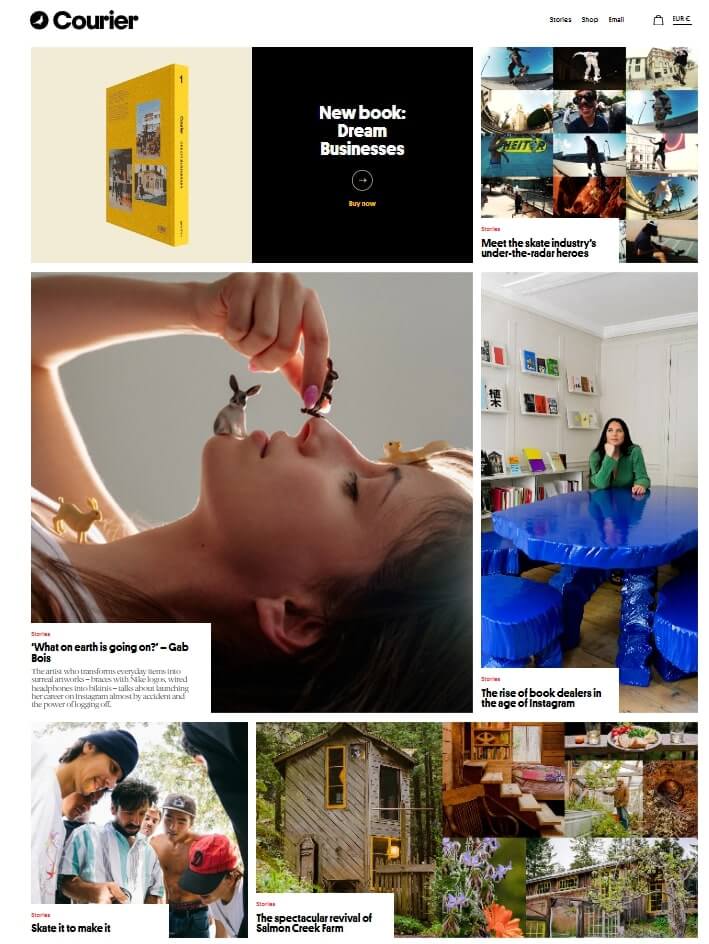 Courier
Stories
Shop
Email
EUR €
1
Courier
New book:
Dream
Businesses
Buy now
Stories
Meet the skate industry's
under-the-radar heroes
Stories
'What on earth is going on?' – Gab
Bois
The artist who transforms everyday items into
surreal artworks – braces with Nike logos, wired
headphones into bikinis – talks about launching
her career on Instagram almost by accident and
the power of logging off.
植木
Stories
The rise of book dealers in
the age of Instagram
Stories
Skate it to make it
Stories
The spectacular revival of
Salmon Creek Farm